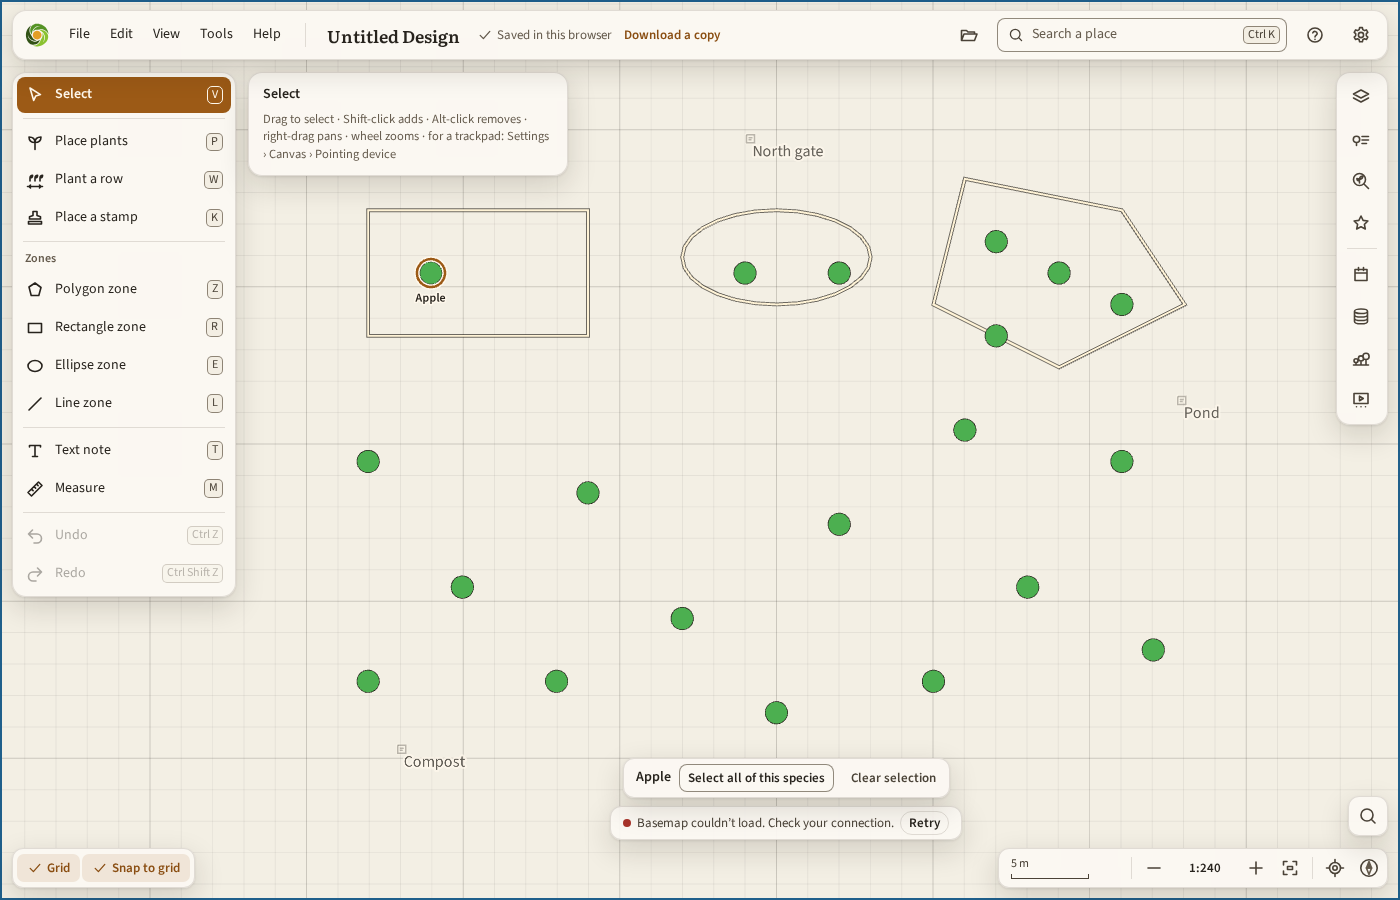 File Edit View Tools Help
Untitled Design
Saved in this browser
Download a copy
Search a place
Ctrl K
Select V
Place plants P
Plant a row W
Place a stamp K
Zones
Polygon zone Z
Rectangle zone R
Ellipse zone E
Line zone L
Text note T
Measure M
Undo Ctrl Z
Redo Ctrl Shift Z
Select
Drag to select · Shift-click adds · Alt-click removes ·
right-drag pans · wheel zooms · for a trackpad: Settings
› Canvas › Pointing device
North gate
Apple
Pond
Compost
Apple Select all of this species Clear selection
Basemap couldn’t load. Check your connection. Retry
Grid Snap to grid
5 m
1:240